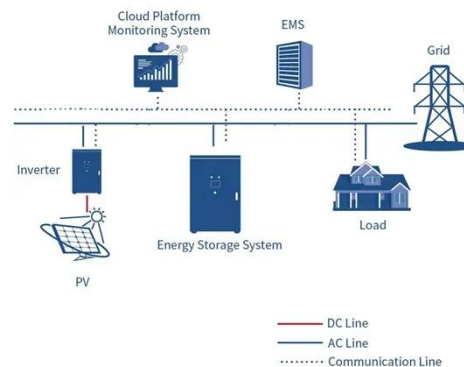 Cloud Platform
Monitoring System
EMS
Grid
Inverter
Energy Storage System
Load
PV
DC Line
AC Line
Communication Line